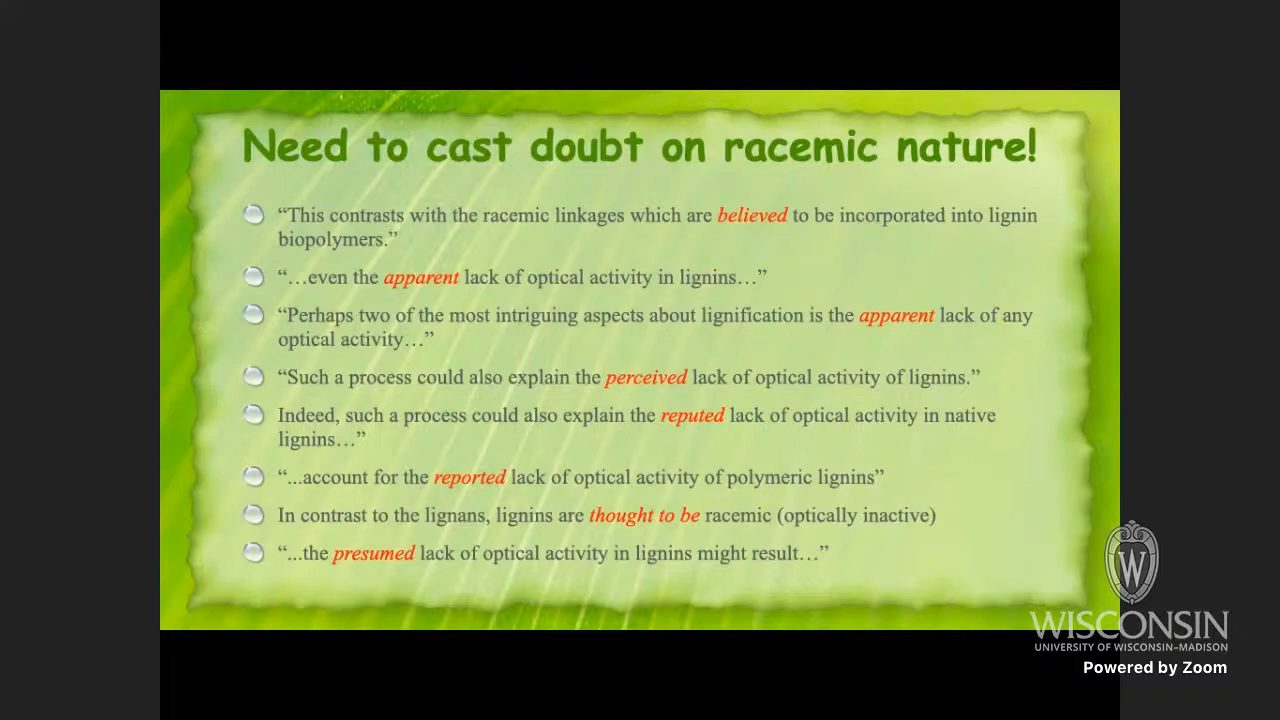 Need to cast doubt on racemic nature!
“This contrasts with the racemic linkages which are believed to be incorporated into lignin
biopolymers.”
“…even the apparent lack of optical activity in lignins…”
“Perhaps two of the most intriguing aspects about lignification is the apparent lack of any
optical activity…”
“Such a process could also explain the perceived lack of optical activity of lignins.”
Indeed, such a process could also explain the reputed lack of optical activity in native
lignins…”
“...account for the reported lack of optical activity of polymeric lignins”
In contrast to the lignans, lignins are thought to be racemic (optically inactive)
“...the presumed lack of optical activity in lignins might result…”
W
WISCONSIN
UNIVERSITY OF WISCONSIN–MADISON
Powered by Zoom